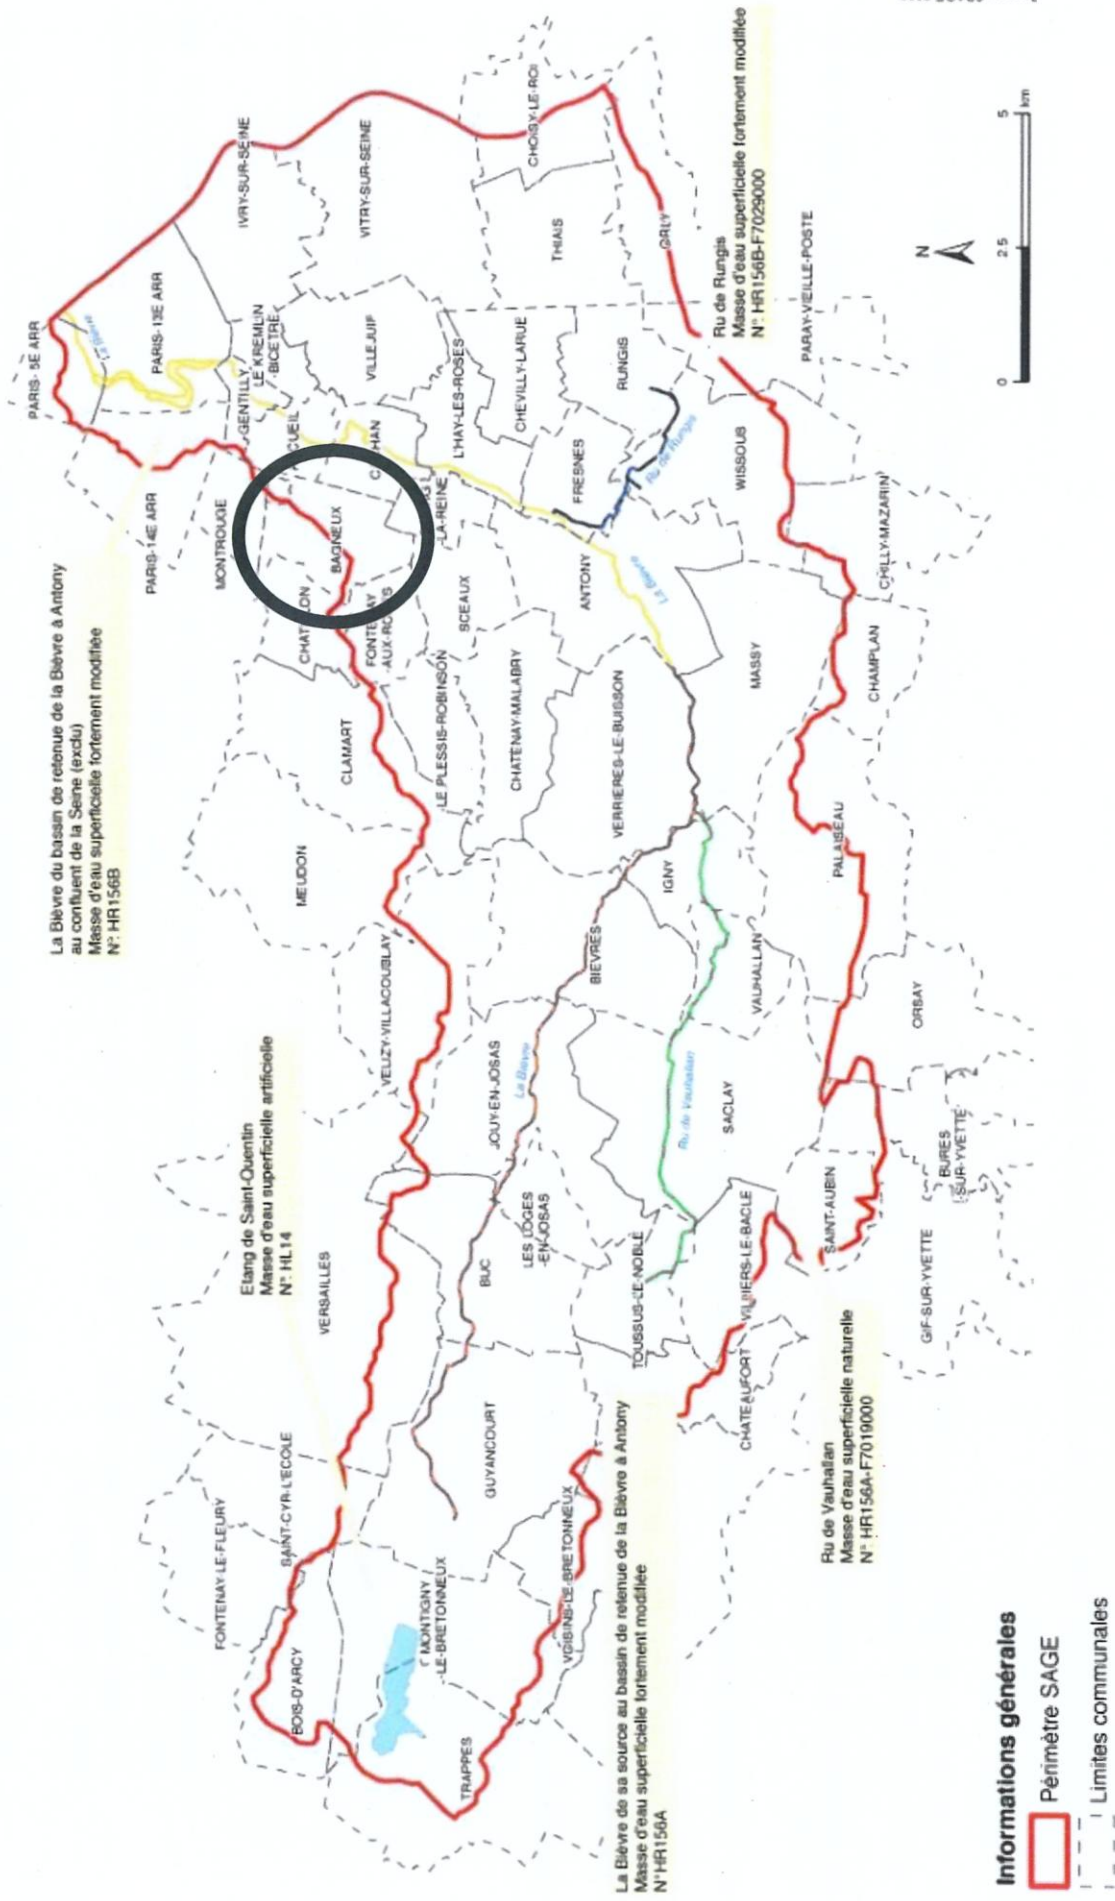 La Bièvre du bassin de retenue de la Bièvre à Antony
au confluent de la Seine (exclu)
Masse d'eau superficielle fortement modifiée
N°: HR156B
Etang de Saint-Quentin
Masse d'eau superficielle artificielle
N°: HL14
Ru de Rungis
Masse d'eau superficielle fortement modifiée
N°: HR156B-F7029000
La Bièvre de sa source au bassin de retenue de la Bièvre à Antony
Masse d'eau superficielle fortement modifiée
N°HR156A
Ru de Vauhallan
Masse d'eau superficielle naturelle
N°: HR156A-F7019000
PARIS- 5E ARR
PARIS-13E ARR
PARIS-14E ARR
La Bièvre
IVRY-SUR-SEINE
VITRY-SUR-SEINE
CHOISY-LE-ROI
GENTILLY
LE KREMLIN
-BICETRE
VILLEJUIF
THIAIS
ORLY
MONTROUGE
CUEIL
BAGNEUX
HAN
L'HAY-LES-ROSES
CHEVILLY-LARUE
RUNGIS
PARAY-VIEILLE-POSTE
FRESNES
Ru de Rungis
-LA-REINE
WISSOUS
CHILLY-MAZARIN
ANTONY
La Bièvre
SCEAUX
FONTENAY
-AUX-ROSES
CLAMART
LE PLESSIS-ROBINSON
CHATENAY-MALABRY
VERRIERES-LE-BUISSON
MASSY
CHAMPLAN
MEUDON
IGNY
PALAISEAU
VELIZY-VILLACOUBLAY
BIEVRES
VAUHALLAN
ORSAY
JOUY-EN-JOSAS
La Bièvre
Ru de Vauhallan
SACLAY
BURES
-SUR-YVETTE
VERSAILLES
BUC
LES LOGES
-EN-JOSAS
TOUSSUS-LE-NOBLE
VILLIERS-LE-BACLE
SAINT-AUBIN
GIF-SUR-YVETTE
CHATEAUFORT
FONTENAY-LE-FLEURY
SAINT-CYR-L'ECOLE
GUYANCOURT
BOIS-D'ARCY
MONTIGNY
-LE-BRETONNEUX
VOISINS-LE-BRETONNEUX
TRAPPES
N
0 2.5 5
km
Informations générales
Périmètre SAGE
Limites communales